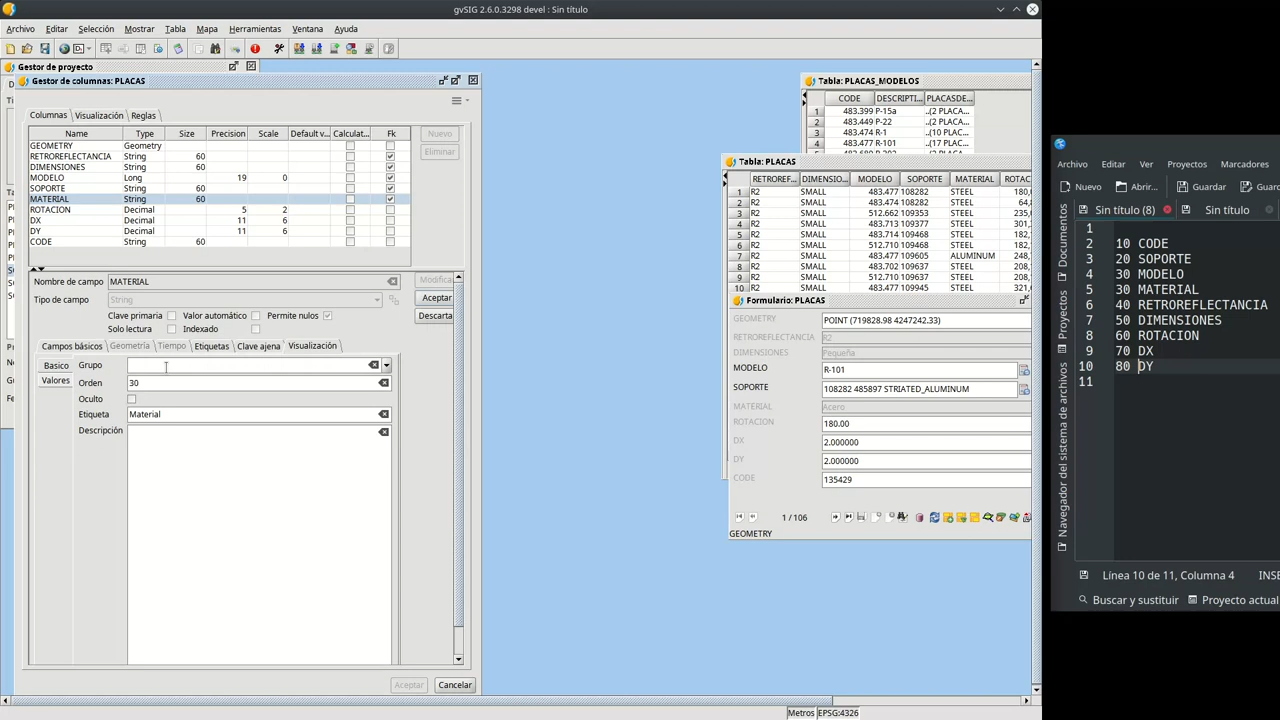 gvSIG 2.6.0.3298 devel : Sin título
Archivo Editar Selección Mostrar Tabla Mapa Herramientas Ventana Ayuda
Gestor de proyecto
Gestor de columnas: PLACAS
Columnas Visualización Reglas
Name Type Size Precision Scale Default v... Calculat... Fk
GEOMETRY Geometry
RETROREFLECTANCIA String 60
DIMENSIONES String 60
MODELO Long 19 0
SOPORTE String 60
MATERIAL String 60
ROTACION Decimal 5 2
DX Decimal 11 6
DY Decimal 11 6
CODE String 60
Nuevo
Eliminar
Nombre de campo MATERIAL
Modifica
Tipo de campo String
Aceptar
Clave primaria Valor automático Permite nulos
Descarta
Solo lectura Indexado
Campos básicos Geometría Tiempo Etiquetas Clave ajena Visualización
Basico
Valores
Grupo
Orden 30
Oculto
Etiqueta Material
Descripción
Aceptar Cancelar
Tabla: PLACAS_MODELOS
CODE DESCRIPTI... PLACASDE...
1 483.399 P-15a ..(2 PLACA...
2 483.449 P-22 ..(2 PLACA...
3 483.474 R-1 ..(10 PLAC...
4 483.477 R-101 ..(17 PLAC...
Tabla: PLACAS
RETROREF... DIMENSIO... MODELO SOPORTE MATERIAL ROTAC
1 R2 SMALL 483.477 108282 STEEL 180,
2 R2 SMALL 483.477 108282 STEEL 64,
3 R2 SMALL 512.662 109353 STEEL 235,
4 R2 SMALL 483.713 109377 STEEL 301,
5 R2 SMALL 483.714 109468 STEEL 182,
6 R2 SMALL 512.710 109468 STEEL 182,
7 R2 SMALL 483.477 109605 ALUMINUM 248,
8 R2 SMALL 483.702 109637 STEEL 208,
9 R2 SMALL 512.710 109637 STEEL 208,
10 R2 SMALL 483.477 109945 STEEL 321,
Formulario: PLACAS
GEOMETRY POINT (719828.98 4247242.33)
RETROREFLECTANCIA R2
DIMENSIONES Pequeña
MODELO R-101
SOPORTE 108282 485897 STRIATED_ALUMINUM
MATERIAL Acero
ROTACION 180.00
DX 2.000000
DY 2.000000
CODE 135429
1 / 106
GEOMETRY
Metros EPSG:4326
Archivo Editar Ver Proyectos Marcadores
Nuevo Abrir... Guardar Guarda
Sin título (8) Sin título
Documentos
Proyectos
Navegador del sistema de archivos
1
2 10 CODE
3 20 SOPORTE
4 30 MODELO
5 30 MATERIAL
6 40 RETROREFLECTANCIA
7 50 DIMENSIONES
8 60 ROTACION
9 70 DX
10 80 DY
11
Línea 10 de 11, Columna 4 INSE
Buscar y sustituir Proyecto actual